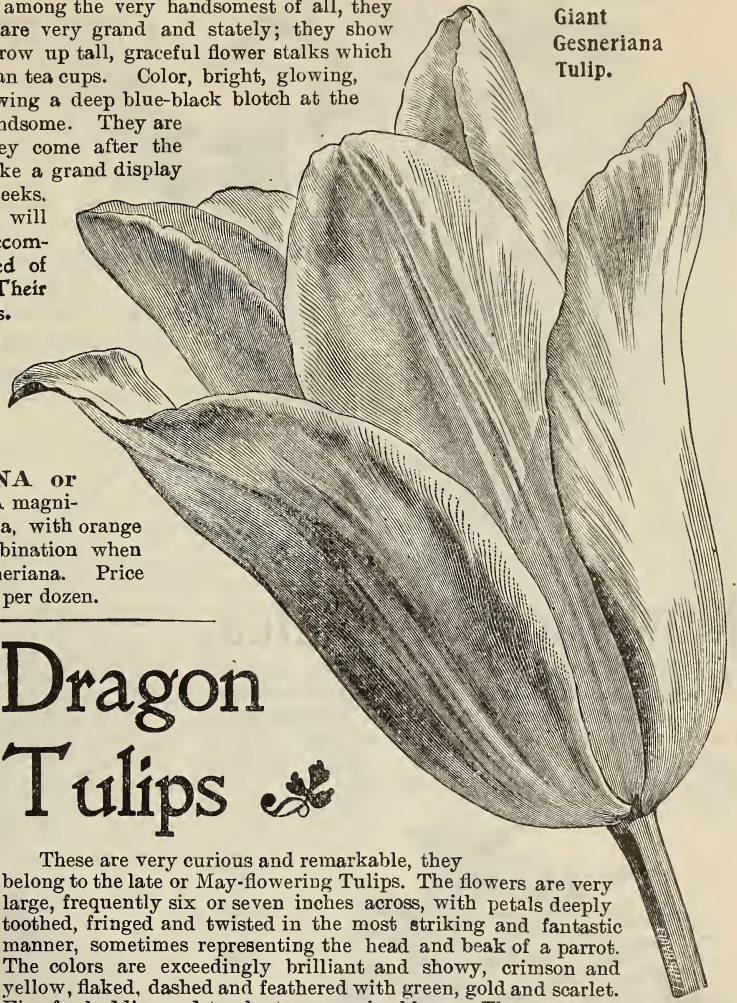 among the very handsomest of all, they
are very grand and stately; they show
row up tall, graceful flower stalks which
an tea cups. Color, bright, glowing,
wing a deep blue-black blotch at the
ndsome. They are
ey come after the
ke a grand display
eeks.
will
ccom-
ed of
Their
s.
Giant
Gesneriana
Tulip.
NA or
A magni-
a, with orange
bination when
neriana. Price
per dozen.
Dragon
Tulips
These are very curious and remarkable, they
belong to the late or May-flowering Tulips. The flowers are very
large, frequently six or seven inches across, with petals deeply
toothed, fringed and twisted in the most striking and fantastic
manner, sometimes representing the head and beak of a parrot.
The colors are exceedingly brilliant and showy, crimson and
yellow, flaked, dashed and feathered with green, gold and scarlet.